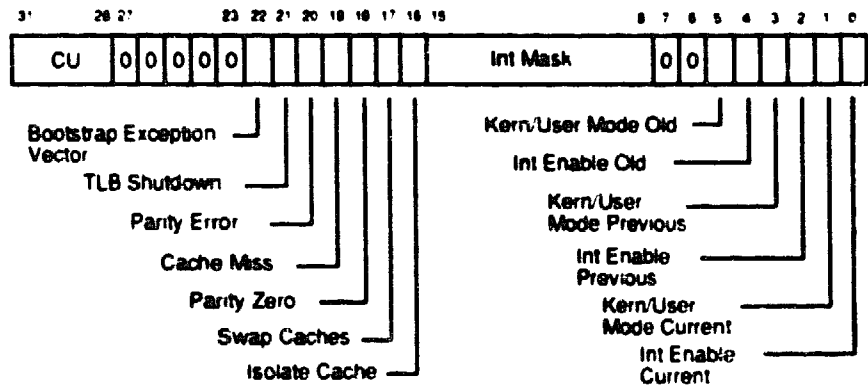 31 28 27 23 22 21 20 19 18 17 16 15 8 7 6 5 4 3 2 1 0
CU 0 0 0 0 0 Int Mask 0 0
Bootstrap Exception
Vector
TLB Shutdown
Parity Error
Cache Miss
Parity Zero
Swap Caches
Isolate Cache
Kern/User Mode Old
Int Enable Old
Kern/User
Mode Previous
Int Enable
Previous
Kern/User
Mode Current
Int Enable
Current